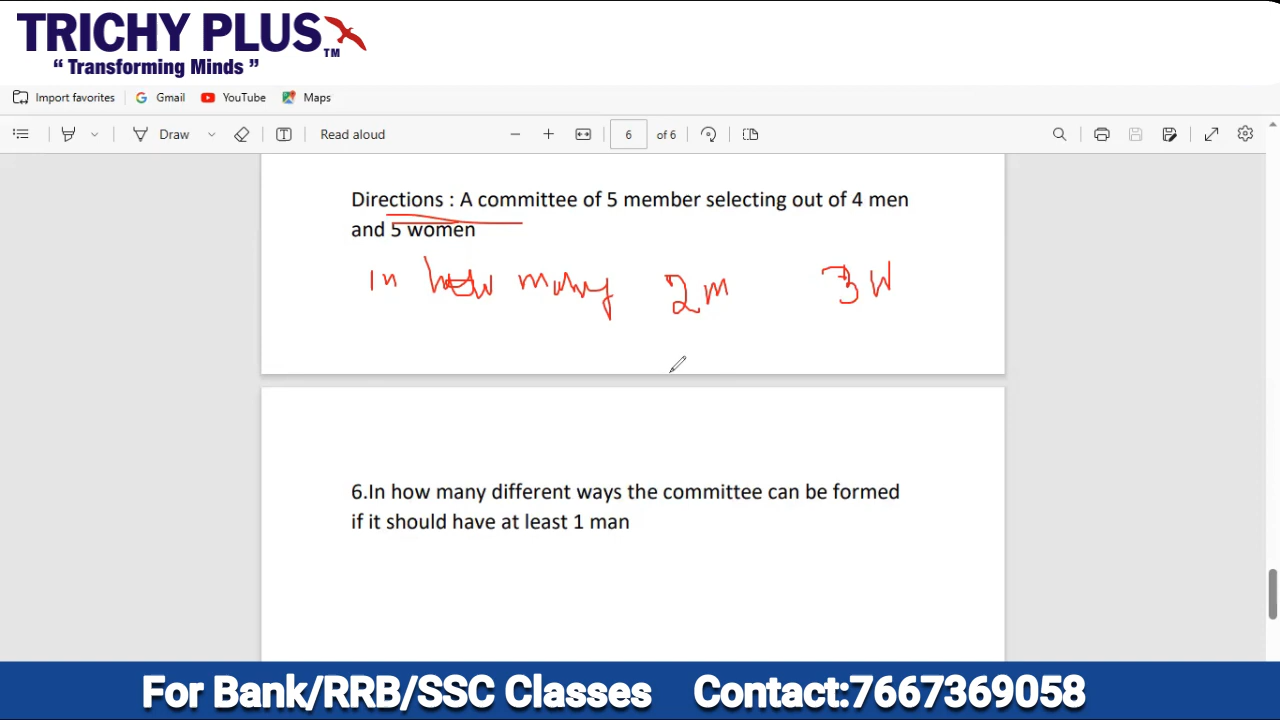 TRICHY PLUS TM
“ Transforming Minds ”
Import favorites Gmail YouTube Maps
Draw Read aloud 6 of 6
Directions : A committee of 5 member selecting out of 4 men
and 5 women
In how many 2m 3W
6.In how many different ways the committee can be formed
if it should have at least 1 man
For Bank/RRB/SSC Classes Contact:7667369058